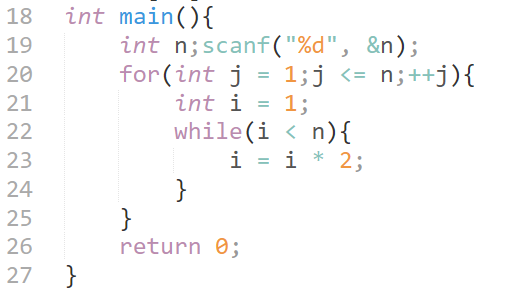 18 int main(){
19 int n;scanf("%d", &n);
20 for(int j = 1;j <= n;++j){
21 int i = 1;
22 while(i < n){
23 i = i * 2;
24 }
25 }
26 return 0;
27 }